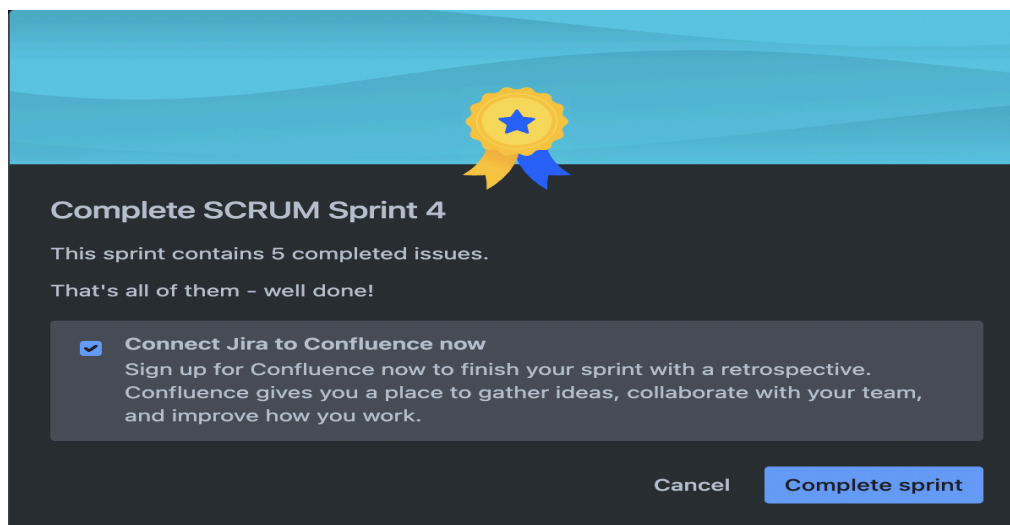 Complete SCRUM Sprint 4
This sprint contains 5 completed issues.
That's all of them - well done!
Connect Jira to Confluence now
Sign up for Confluence now to finish your sprint with a retrospective.
Confluence gives you a place to gather ideas, collaborate with your team,
and improve how you work.
Cancel
Complete sprint